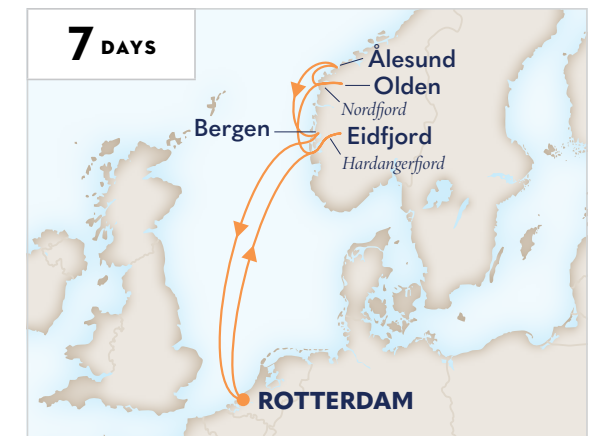 7 DAYS
Ålesund
Olden
Nordfjord
Bergen
Eidfjord
Hardangerfjord
ROTTERDAM